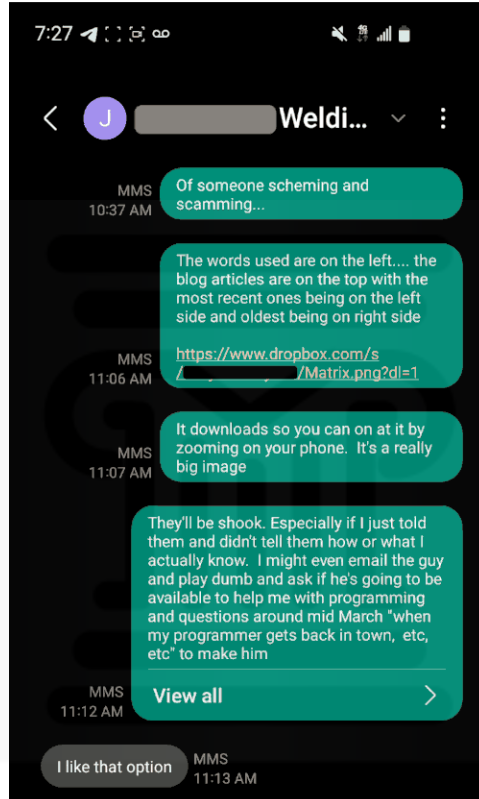 7:27
J
Weldi...
MMS
10:37 AM
Of someone scheming and
scamming...
The words used are on the left.... the
blog articles are on the top with the
most recent ones being on the left
side and oldest being on right side
https://www.dropbox.com/s
/
/Matrix.png?dl=1
MMS
11:06 AM
It downloads so you can on at it by
zooming on your phone.  It's a really
big image
MMS
11:07 AM
They'll be shook. Especially if I just told
them and didn't tell them how or what I
actually know.  I might even email the guy
and play dumb and ask if he's going to be
available to help me with programming
and questions around mid March "when
my programmer gets back in town,  etc,
etc" to make him
View all
MMS
11:12 AM
I like that option
MMS
11:13 AM